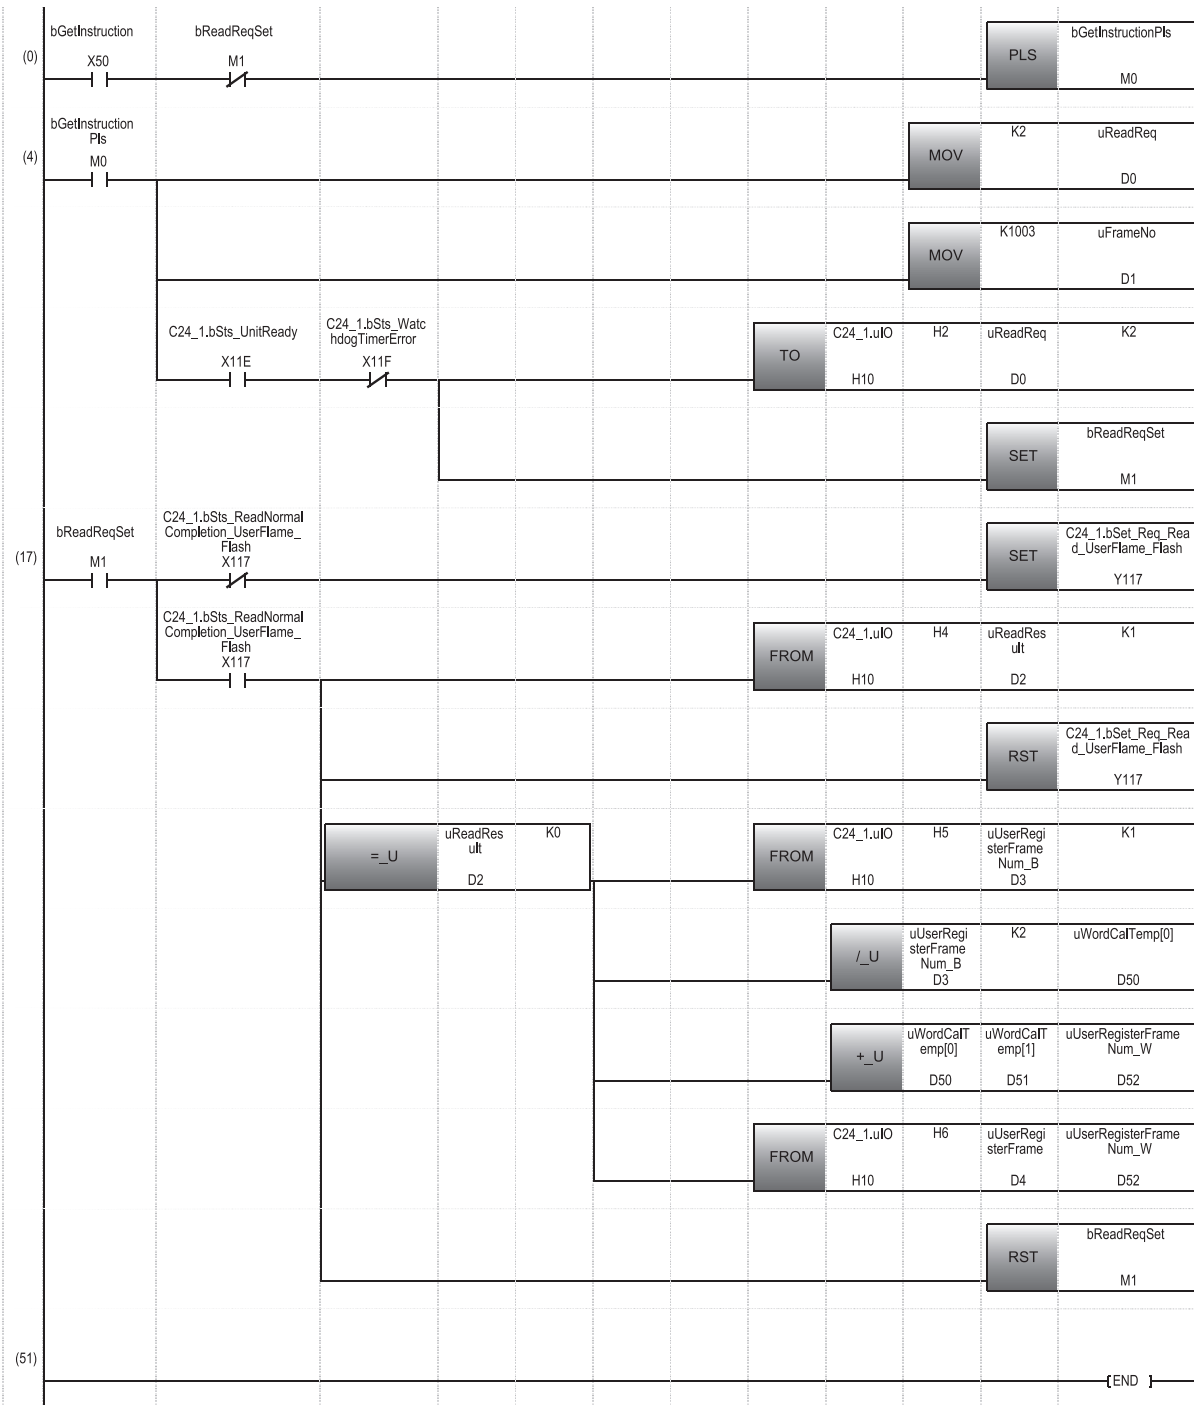 bGetInstruction bReadReqSet bGetInstructionPls
(0) X50 M1 PLS M0
bGetInstruction
Pls
(4) M0 MOV K2 uReadReq
D0
MOV K1003 uFrameNo
D1
C24_1.bSts_UnitReady C24_1.bSts_Watc
hdogTimerError
X11E X11F TO C24_1.uIO H2 uReadReq K2
H10 D0
SET bReadReqSet
M1
bReadReqSet C24_1.bSts_ReadNormal
Completion_UserFlame_
Flash
(17) M1 X117 SET C24_1.bSet_Req_Rea
d_UserFlame_Flash
Y117
C24_1.bSts_ReadNormal
Completion_UserFlame_
Flash
X117 FROM C24_1.uIO H4 uReadRes
ult K1
H10 D2
RST C24_1.bSet_Req_Rea
d_UserFlame_Flash
Y117
=_U uReadRes
ult K0
D2
FROM C24_1.uIO H5 uUserRegi
sterFrame
Num_B K1
H10 D3
/_U uUserRegi
sterFrame
Num_B K2 uWordCalTemp[0]
D3 D50
+_U uWordCalT
emp[0] uWordCalT
emp[1] uUserRegisterFrame
Num_W
D50 D51 D52
FROM C24_1.uIO H6 uUserRegi
sterFrame uUserRegisterFrame
Num_W
H10 D4 D52
RST bReadReqSet
M1
(51)
[END ]